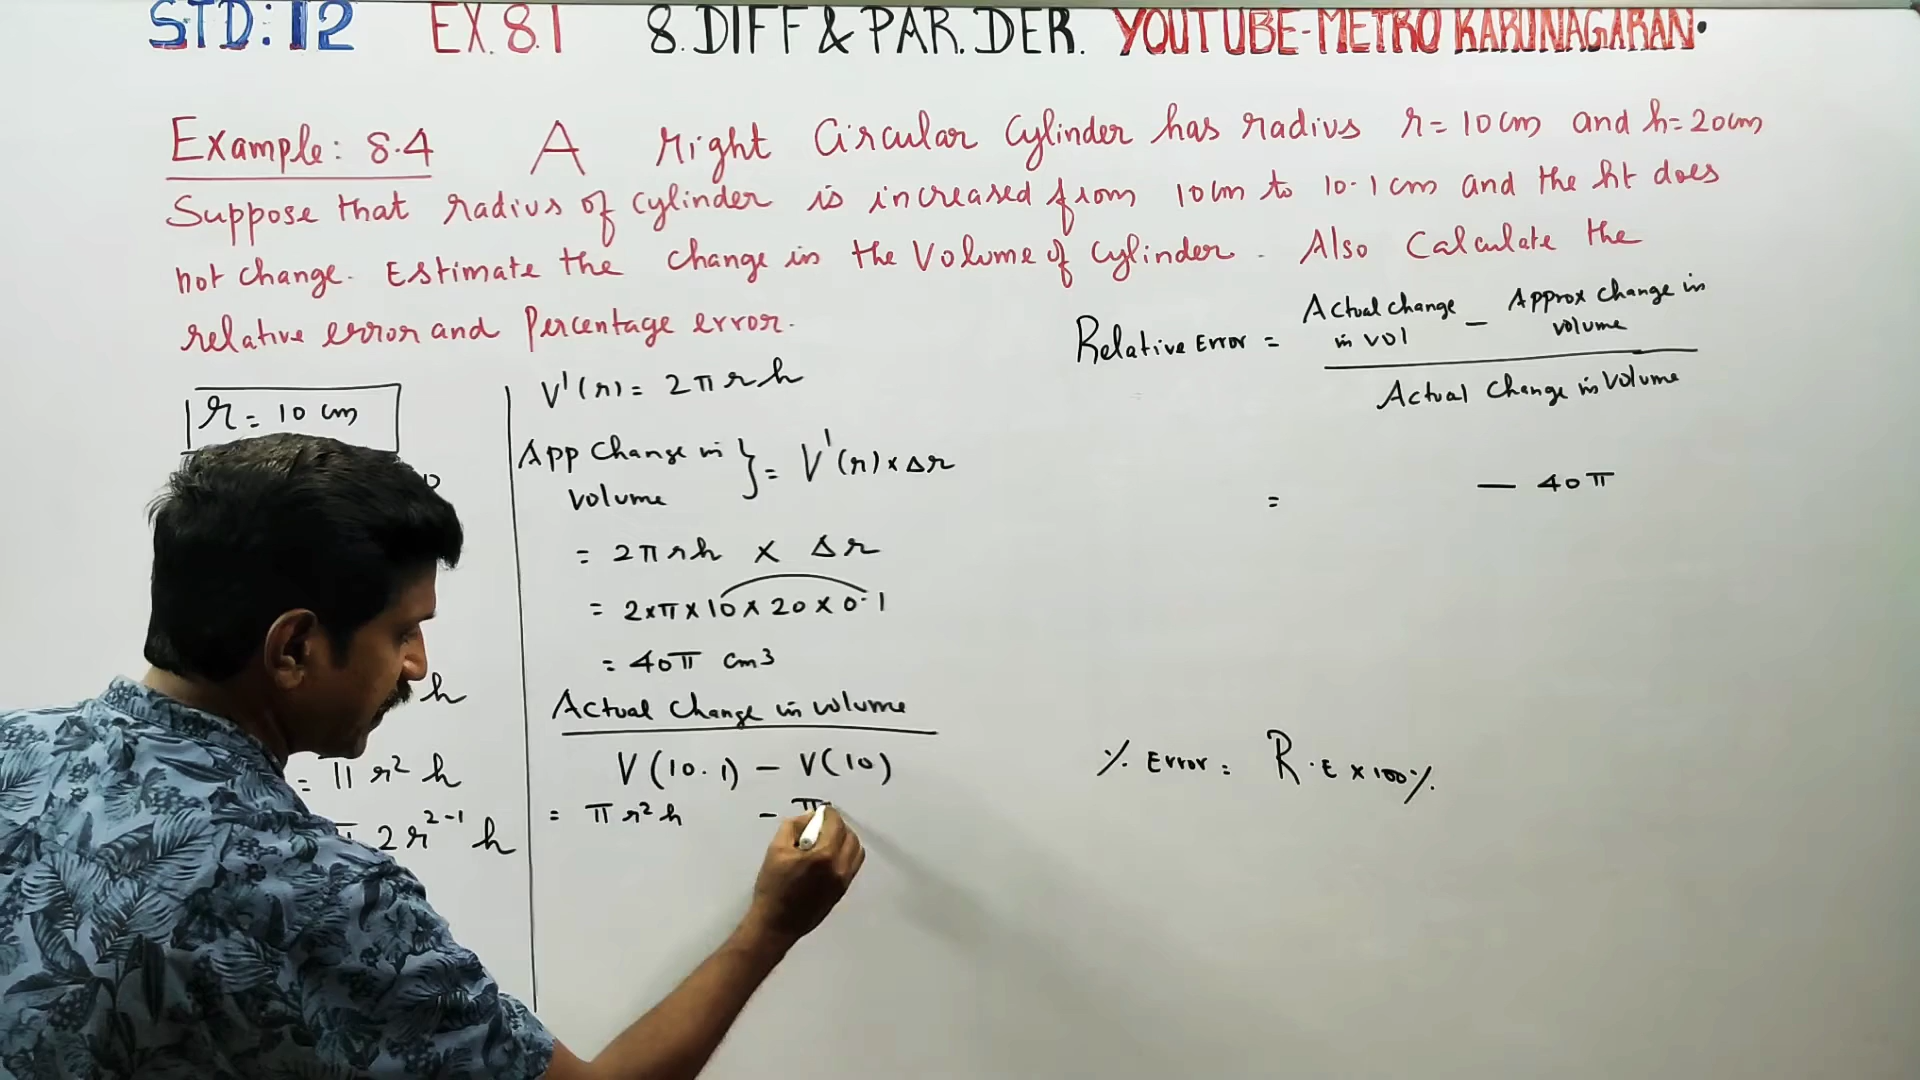 STD:12 EX.8.1 8.DIFF & PAR.DER. YOUTUBE-METRO KARUNAGARAN.
Example: 8.4 A right Circular Cylinder has radius r = 10 cm and h = 20 cm
Suppose that radius of cylinder is increased from 10 cm to 10.1 cm and the ht does
not change. Estimate the change in the Volume of Cylinder. Also Calculate the
relative error and Percentage error.
r = 10 cm
h
= π r² h
2r²⁻¹ h
V'(r) = 2πrh
App Change in
volume } = V'(r) × Δr
= 2πrh × Δr
= 2×π×10×20×0.1
= 40π cm3
Actual Change in volume
V(10.1) – V(10)
= πr²h – π
Relative Error = Actual change in vol – Approx change in volume
Actual Change in Volume
= – 40π
% Error = R.E × 100%.